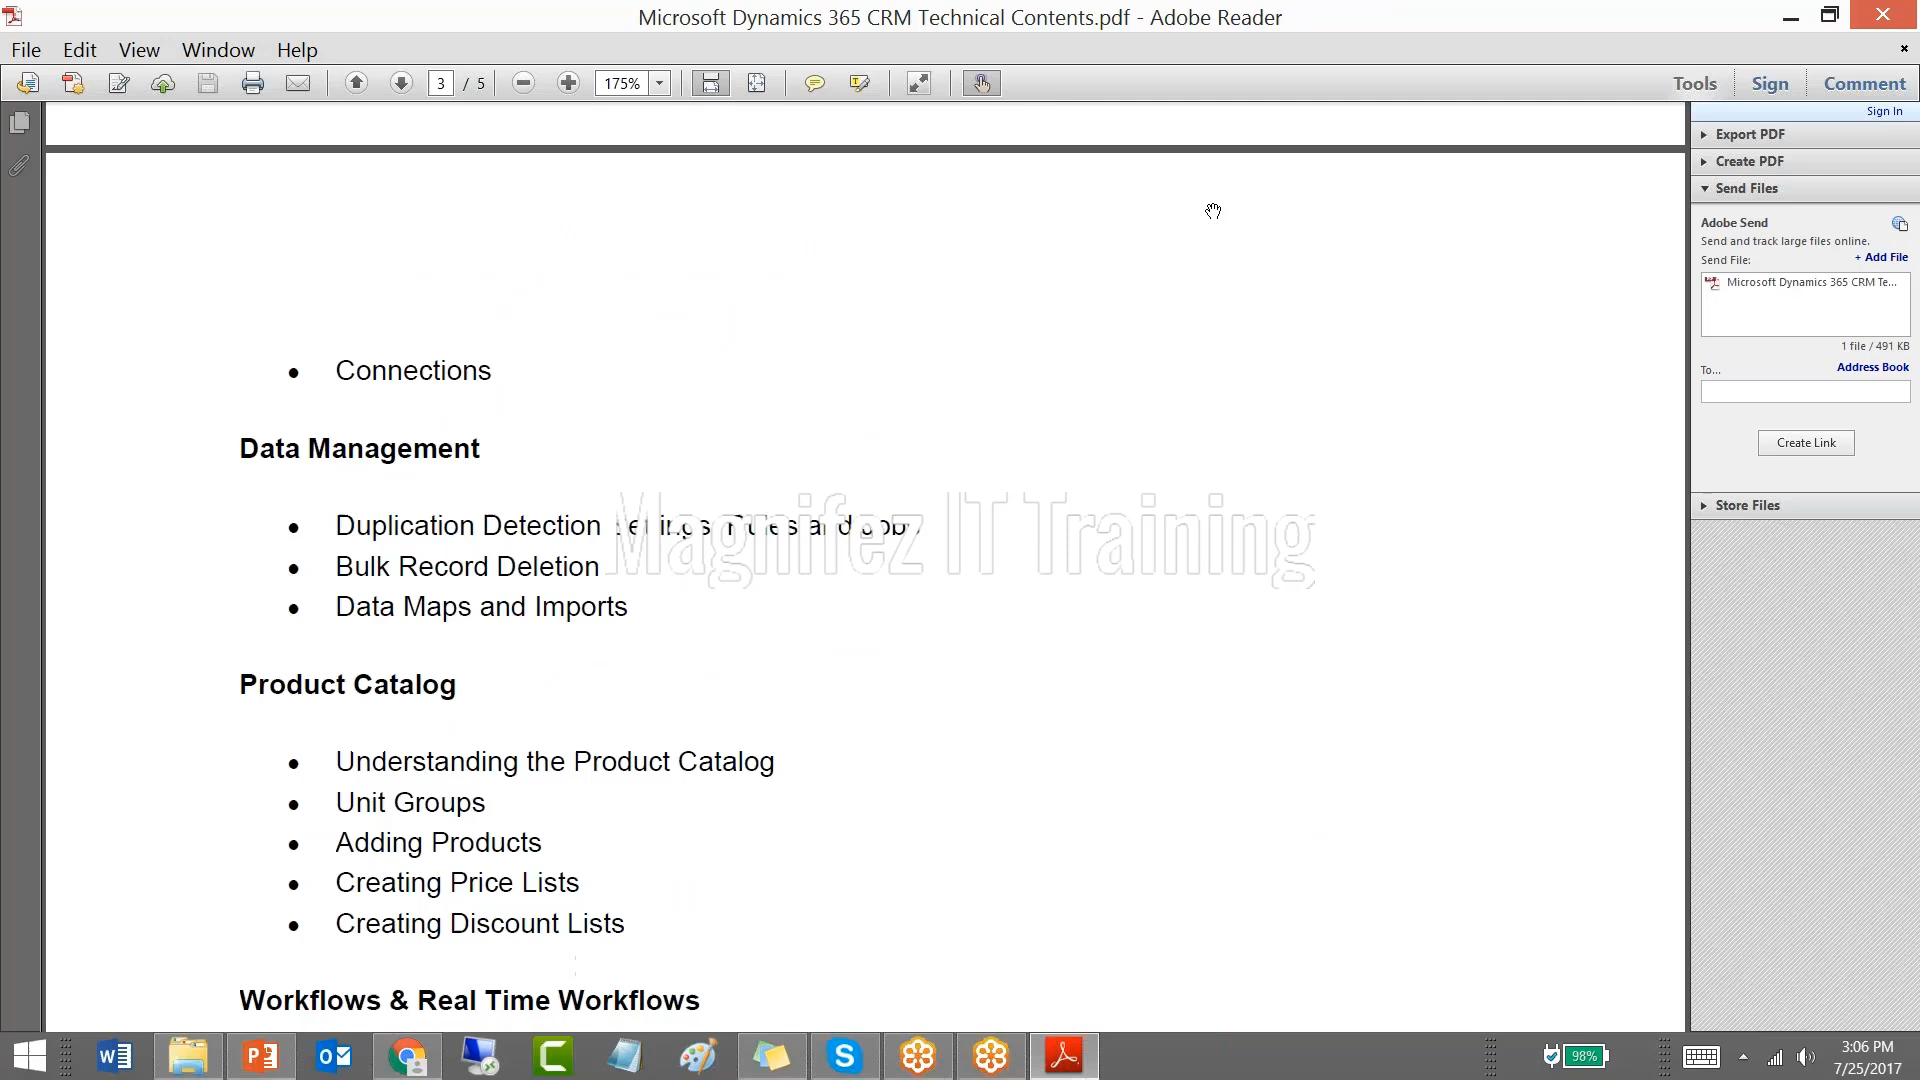 Microsoft Dynamics 365 CRM Technical Contents.pdf - Adobe Reader
File Edit View Window Help
3 / 5 175% Tools Sign Comment
Sign In
Export PDF
Create PDF
Send Files
Adobe Send
Send and track large files online.
Send File: + Add File
Microsoft Dynamics 365 CRM Te...
1 file / 491 KB
To... Address Book
Create Link
Store Files
• Connections
Data Management
• Duplication Detection Settings, Rules and Jobs
Magnifez IT Training
• Bulk Record Deletion
• Data Maps and Imports
Product Catalog
• Understanding the Product Catalog
• Unit Groups
• Adding Products
• Creating Price Lists
• Creating Discount Lists
Workflows & Real Time Workflows
98%
3:06 PM
7/25/2017